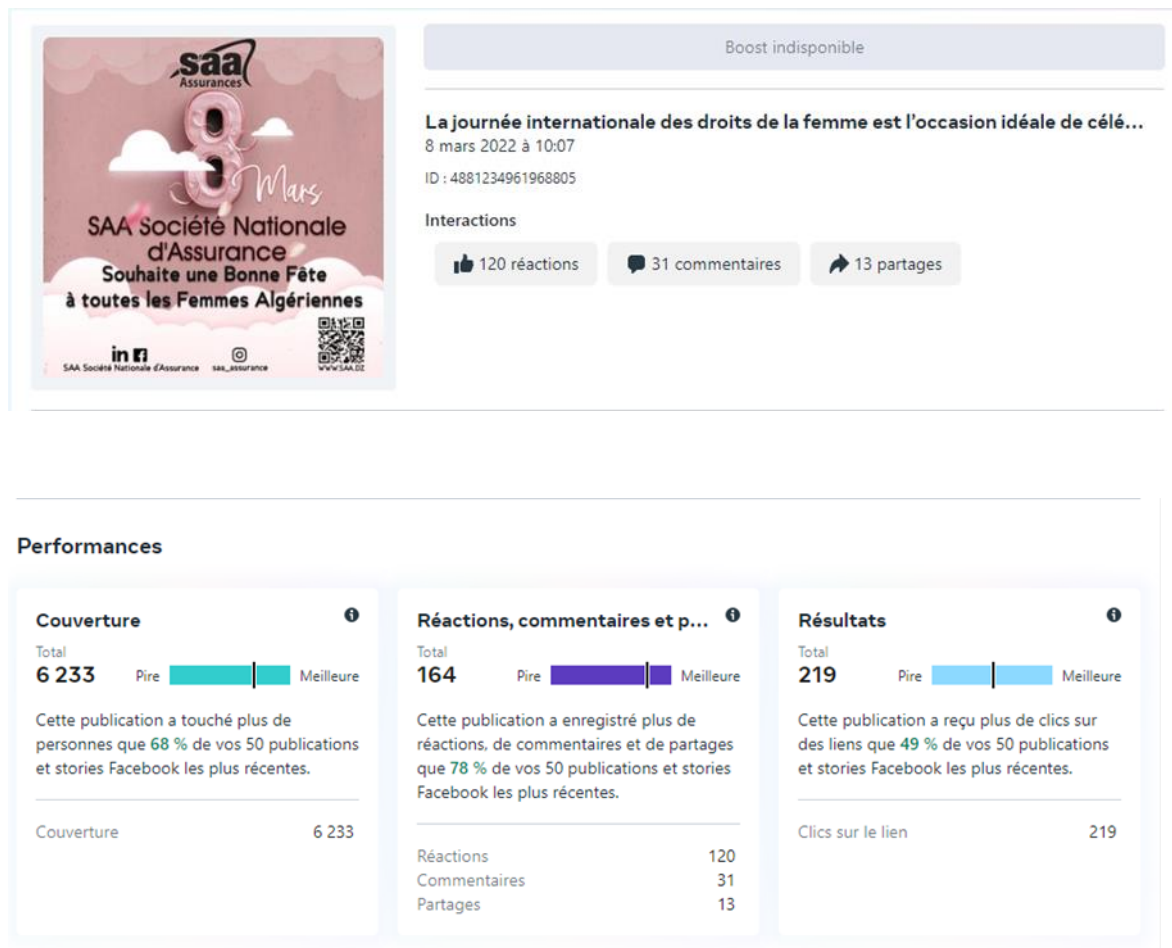 saa
Assurances
8
Mars
SAA Société Nationale
d'Assurance
Souhaite une Bonne Fête
à toutes les Femmes Algériennes
SAA Société Nationale d'Assurance
saa_assurance
WWW.SAA.DZ
Boost indisponible
La journée internationale des droits de la femme est l'occasion idéale de célé...
8 mars 2022 à 10:07
ID : 4881234961968805
Interactions
120 réactions
31 commentaires
13 partages
Performances
Couverture
Total
6 233
Pire
Meilleure
Cette publication a touché plus de
personnes que 68 % de vos 50 publications
et stories Facebook les plus récentes.
Couverture 6 233
Réactions, commentaires et p...
Total
164
Pire
Meilleure
Cette publication a enregistré plus de
réactions, de commentaires et de partages
que 78 % de vos 50 publications et stories
Facebook les plus récentes.
Réactions 120
Commentaires 31
Partages 13
Résultats
Total
219
Pire
Meilleure
Cette publication a reçu plus de clics sur
des liens que 49 % de vos 50 publications
et stories Facebook les plus récentes.
Clics sur le lien 219